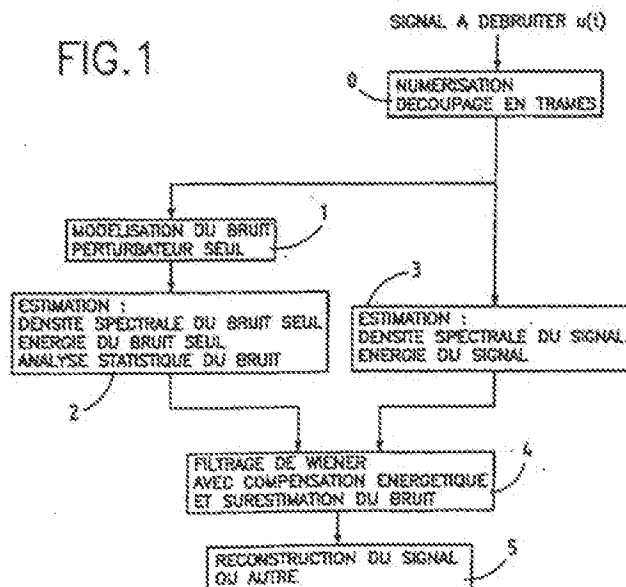 FIG.1
SIGNAL A DEBRUITER u(t)
0
NUMERISATION
DECOUPAGE EN TRAMES
1
MODELISATION DU BRUIT
PERTURBATEUR SEUL
3
ESTIMATION :
DENSITE SPECTRALE DU BRUIT SEUL
ENERGIE DU BRUIT SEUL
ANALYSE STATISTIQUE DU BRUIT
ESTIMATION :
DENSITE SPECTRALE DU SIGNAL
ENERGIE DU SIGNAL
2
FILTRAGE DE WIENER
AVEC COMPENSATION ENERGETIQUE
ET SURESTIMATION DU BRUIT
4
RECONSTRUCTION DU SIGNAL
OU AUTRE
5